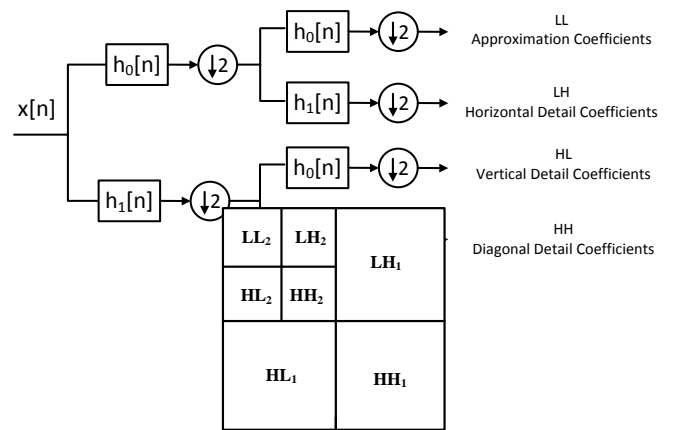 x[n]
h₀[n]
↓2
h₀[n]
↓2
LL
Approximation Coefficients
h₁[n]
↓2
LH
Horizontal Detail Coefficients
h₁[n]
↓2
h₀[n]
↓2
HL
Vertical Detail Coefficients
HH
Diagonal Detail Coefficients
LL₂ LH₂
LH₁
HL₂ HH₂
HL₁ HH₁